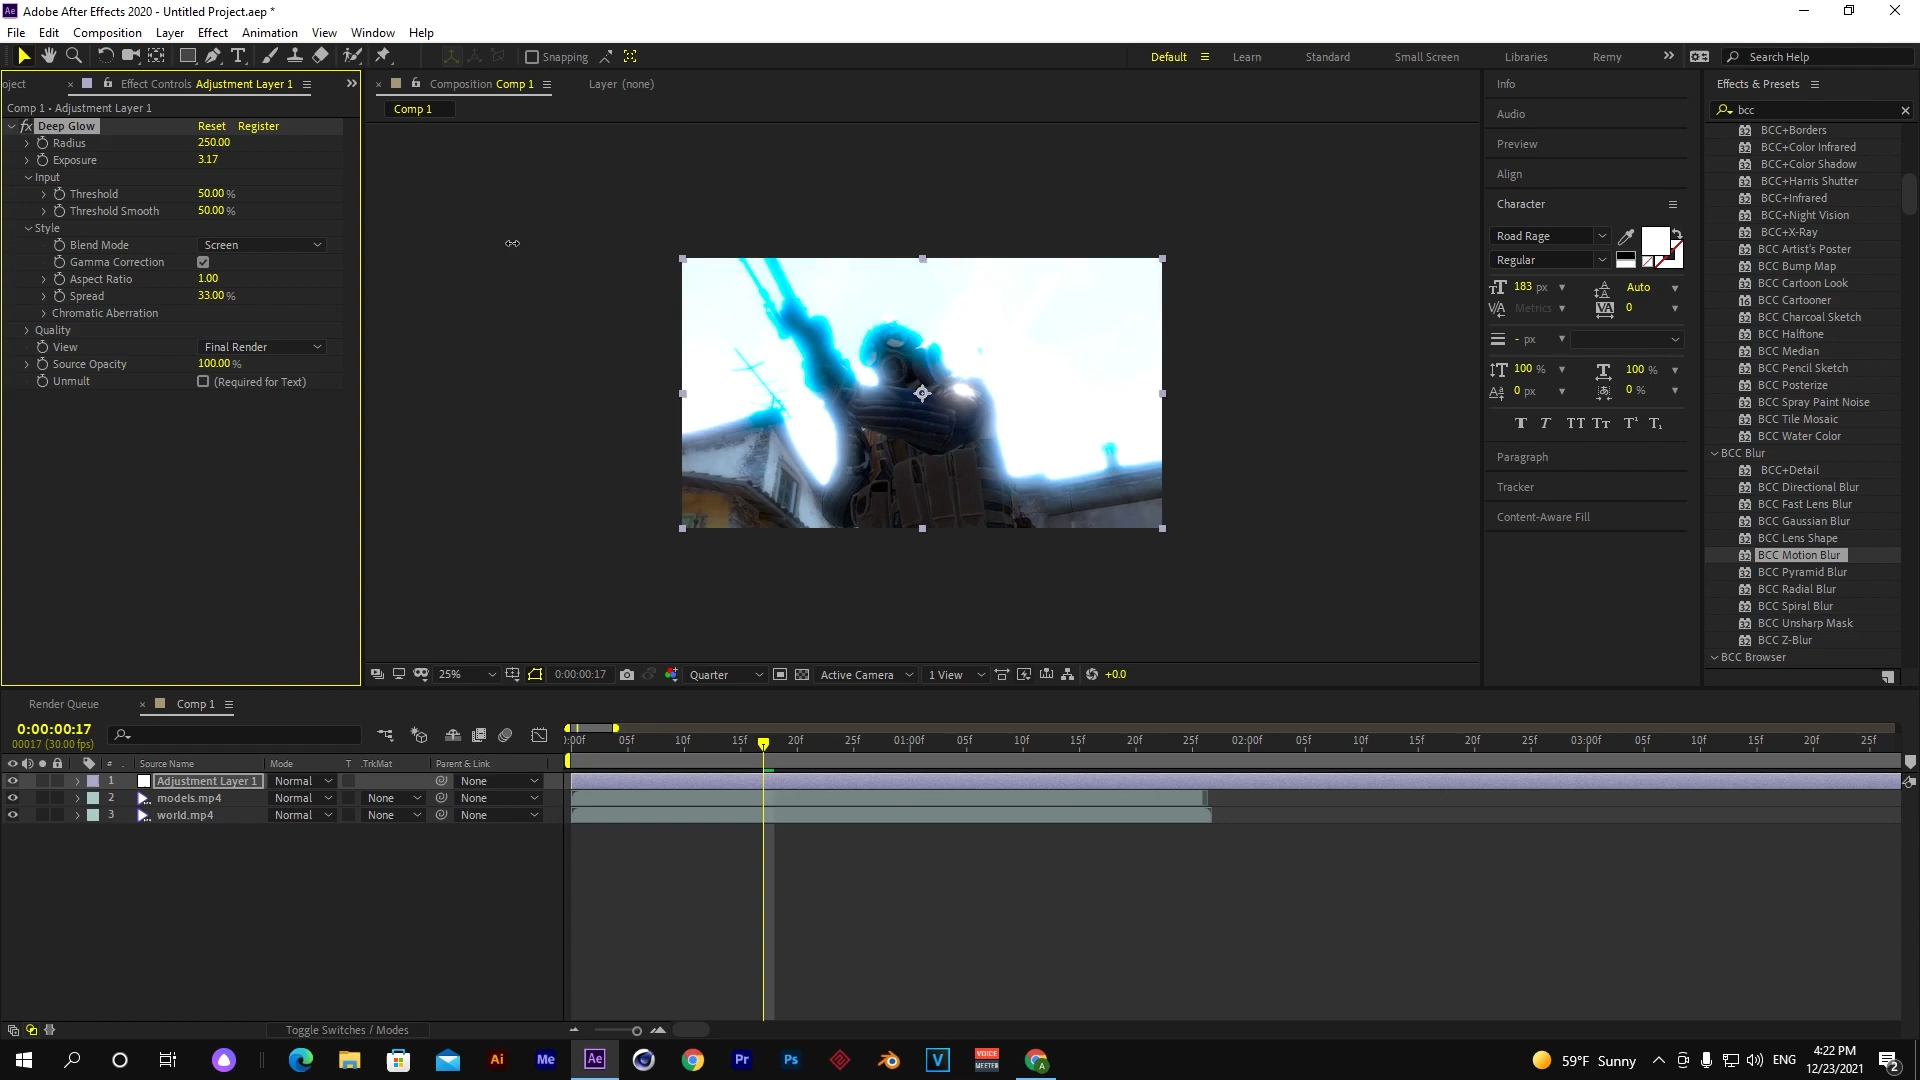 Adobe After Effects 2020 - Untitled Project.aep *
File Edit Composition Layer Effect Animation View Window Help
Snapping
Default Learn Standard Small Screen Libraries Remy Search Help
oject Effect Controls Adjustment Layer 1
Comp 1 • Adjustment Layer 1
Deep Glow Reset Register
Radius 250.00
Exposure 3.17
Input
Threshold 50.00 %
Threshold Smooth 50.00 %
Style
Blend Mode Screen
Gamma Correction
Aspect Ratio 1.00
Spread 33.00 %
Chromatic Aberration
Quality
View Final Render
Source Opacity 100.00 %
Unmult (Required for Text)
Composition Comp 1 Layer (none)
Comp 1
25% 0:00:00:17 Quarter Active Camera 1 View +0.0
Info
Audio
Preview
Align
Character
Road Rage
Regular
183 px Auto
Metrics 0
- px
100 % 100 %
0 px 0 %
T T TT Tт T¹ T₁
Paragraph
Tracker
Content-Aware Fill
Effects & Presets
bcc
BCC+Borders
BCC+Color Infrared
BCC+Color Shadow
BCC+Harris Shutter
BCC+Infrared
BCC+Night Vision
BCC+X-Ray
BCC Artist's Poster
BCC Bump Map
BCC Cartoon Look
BCC Cartooner
BCC Charcoal Sketch
BCC Halftone
BCC Median
BCC Pencil Sketch
BCC Posterize
BCC Spray Paint Noise
BCC Tile Mosaic
BCC Water Color
BCC Blur
BCC+Detail
BCC Directional Blur
BCC Fast Lens Blur
BCC Gaussian Blur
BCC Lens Shape
BCC Motion Blur
BCC Pyramid Blur
BCC Radial Blur
BCC Spiral Blur
BCC Unsharp Mask
BCC Z-Blur
BCC Browser
Render Queue Comp 1
0:00:00:17
00017 (30.00 fps)
:00f 05f 10f 15f 20f 25f 01:00f 05f 10f 15f 20f 25f 02:00f 05f 10f 15f 20f 25f 03:00f 05f 10f 15f 20f 25f
# Source Name Mode T .TrkMat Parent & Link
1 Adjustment Layer 1 Normal None
2 models.mp4 Normal None None
3 world.mp4 Normal None None
Toggle Switches / Modes
Ai Me Ae Pr Ps V VOICE MEETER A
59°F Sunny ENG 4:22 PM
12/23/2021 2